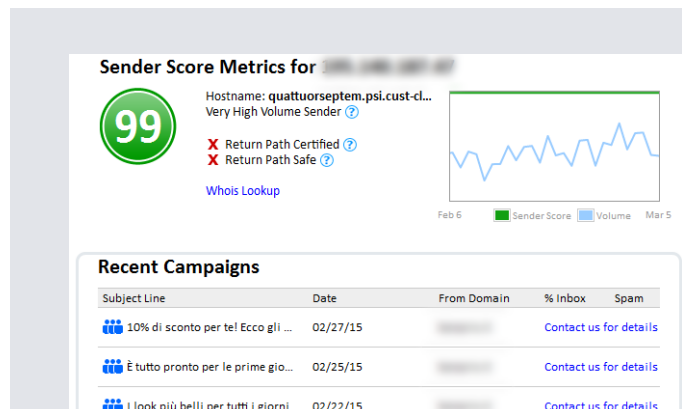 Sender Score Metrics for
99
Hostname: quattuorseptem.psi.cust-cl...
Very High Volume Sender ?
X Return Path Certified ?
X Return Path Safe ?
Whois Lookup
Feb 6 Sender Score Volume Mar 5
Recent Campaigns
Subject Line Date From Domain % Inbox Spam
10% di sconto per te! Ecco gli ... 02/27/15 Contact us for details
È tutto pronto per le prime gio... 02/25/15 Contact us for details
I look più belli per tutti i giorni 02/22/15 Contact us for details